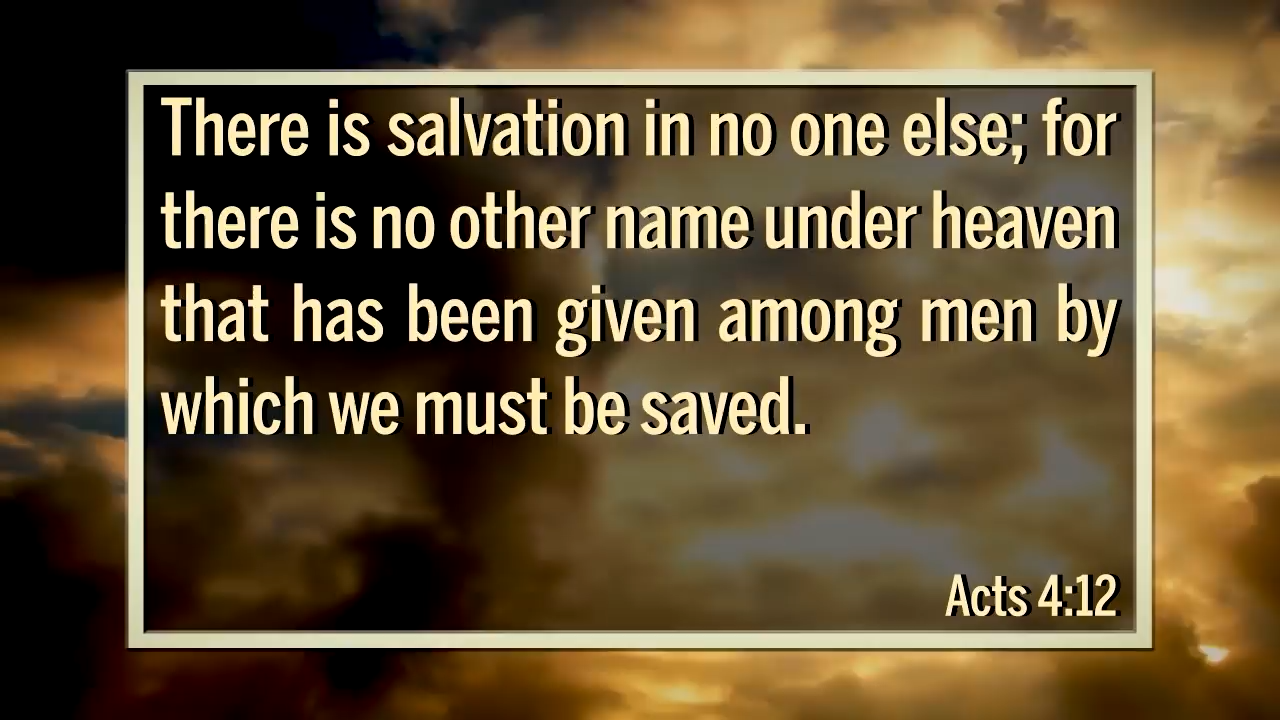 There is salvation in no one else; for
there is no other name under heaven
that has been given among men by
which we must be saved.
Acts 4:12